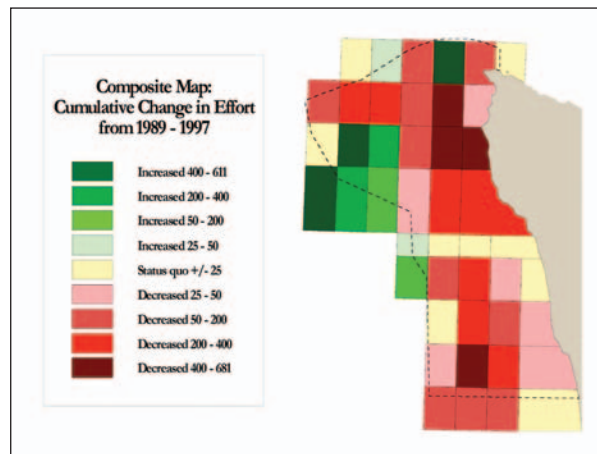 Composite Map:
Cumulative Change in Effort
from 1989 - 1997
Increased 400 - 611
Increased 200 - 400
Increased 50 - 200
Increased 25 - 50
Status quo +/- 25
Decreased 25 - 50
Decreased 50 - 200
Decreased 200 - 400
Decreased 400 - 681